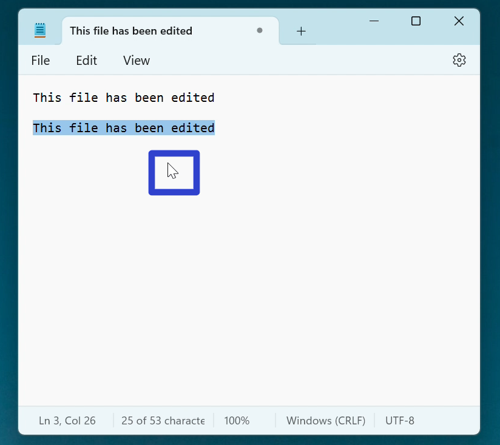 This file has been edited
File Edit View
This file has been edited
This file has been edited
Ln 3, Col 26 25 of 53 characte 100% Windows (CRLF) UTF-8